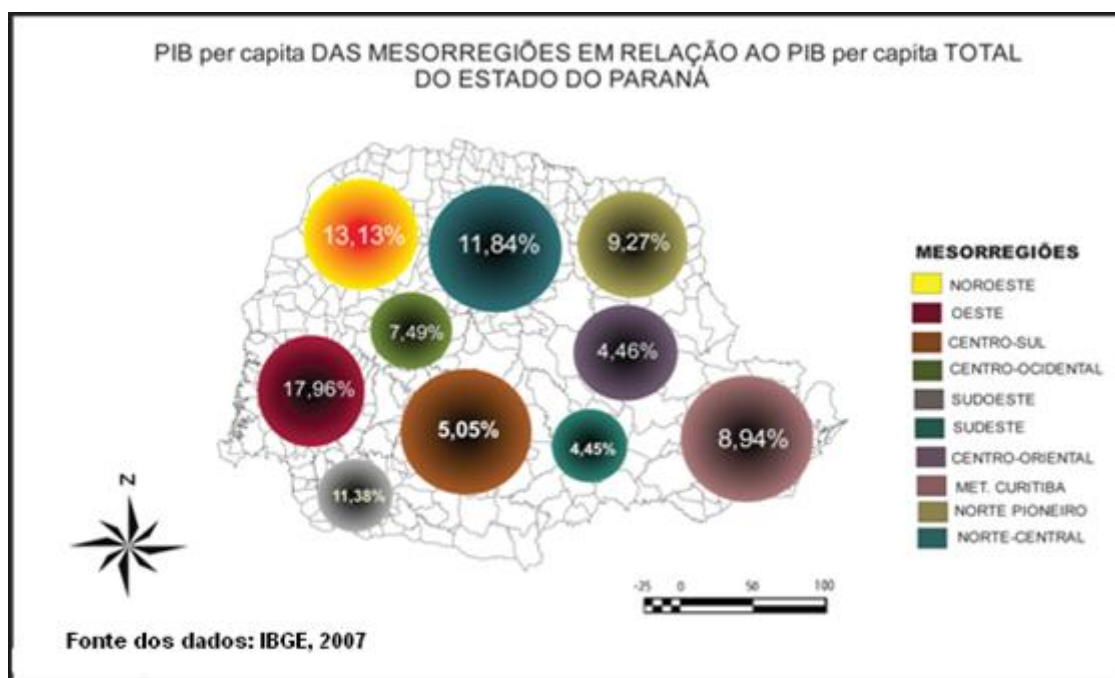 PIB per capita DAS MESORREGIÕES EM RELAÇÃO AO PIB per capita TOTAL
DO ESTADO DO PARANÁ
13,13%
11,84%
9,27%
7,49%
4,46%
17,96%
5,05%
4,45%
8,94%
11,38%
MESORREGIÕES
NOROESTE
OESTE
CENTRO-SUL
CENTRO-OCIDENTAL
SUDOESTE
SUDESTE
CENTRO-ORIENTAL
MET. CURITIBA
NORTE PIONEIRO
NORTE-CENTRAL
N
-25 0 50 100
Fonte dos dados: IBGE, 2007